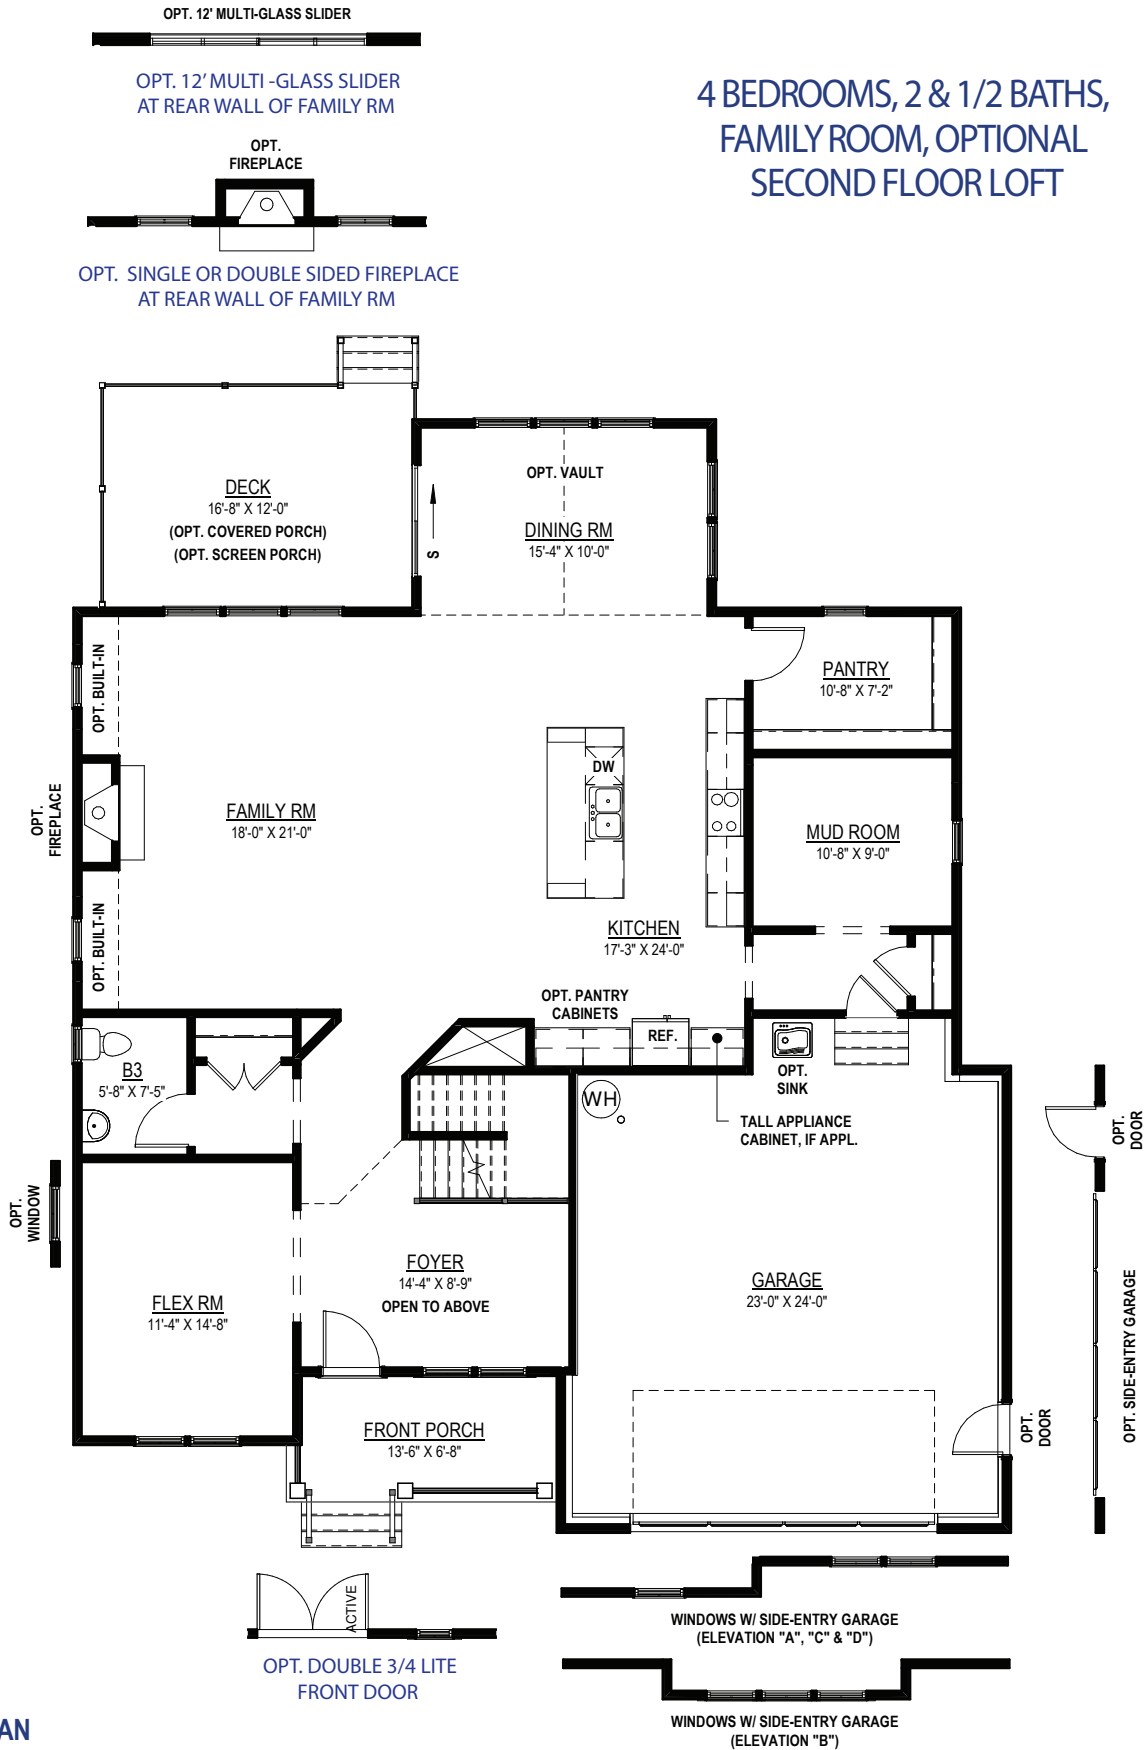 OPT. 12' MULTI-GLASS SLIDER
OPT. 12' MULTI -GLASS SLIDER
AT REAR WALL OF FAMILY RM
4 BEDROOMS, 2 & 1/2 BATHS,
FAMILY ROOM, OPTIONAL
SECOND FLOOR LOFT
OPT.
FIREPLACE
OPT. SINGLE OR DOUBLE SIDED FIREPLACE
AT REAR WALL OF FAMILY RM
DECK
16'-8" X 12'-0"
(OPT. COVERED PORCH)
(OPT. SCREEN PORCH)
S
OPT. VAULT
DINING RM
15'-4" X 10'-0"
OPT. BUILT-IN
PANTRY
10'-8" X 7'-2"
OPT.
FIREPLACE
FAMILY RM
18'-0" X 21'-0"
DW
MUD ROOM
10'-8" X 9'-0"
OPT. BUILT-IN
KITCHEN
17'-3" X 24'-0"
OPT. PANTRY
CABINETS
REF.
OPT.
SINK
B3
5'-8" X 7'-5"
WH
TALL APPLIANCE
CABINET, IF APPL.
OPT.
DOOR
OPT.
WINDOW
FOYER
14'-4" X 8'-9"
OPEN TO ABOVE
FLEX RM
11'-4" X 14'-8"
GARAGE
23'-0" X 24'-0"
OPT. SIDE-ENTRY GARAGE
OPT.
DOOR
FRONT PORCH
13'-6" X 6'-8"
ACTIVE
OPT. DOUBLE 3/4 LITE
FRONT DOOR
WINDOWS W/ SIDE-ENTRY GARAGE
(ELEVATION "A", "C" & "D")
WINDOWS W/ SIDE-ENTRY GARAGE
(ELEVATION "B")
AN